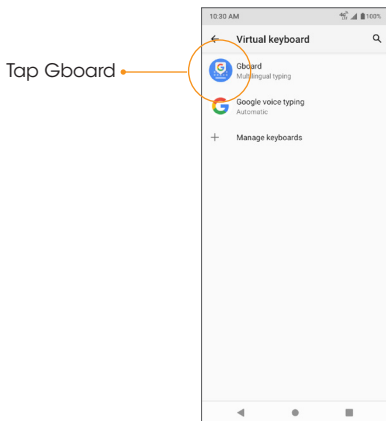 10:30 AM 100%
Virtual keyboard
Tap Gboard
Gboard
Multilingual typing
Google voice typing
Automatic
Manage keyboards